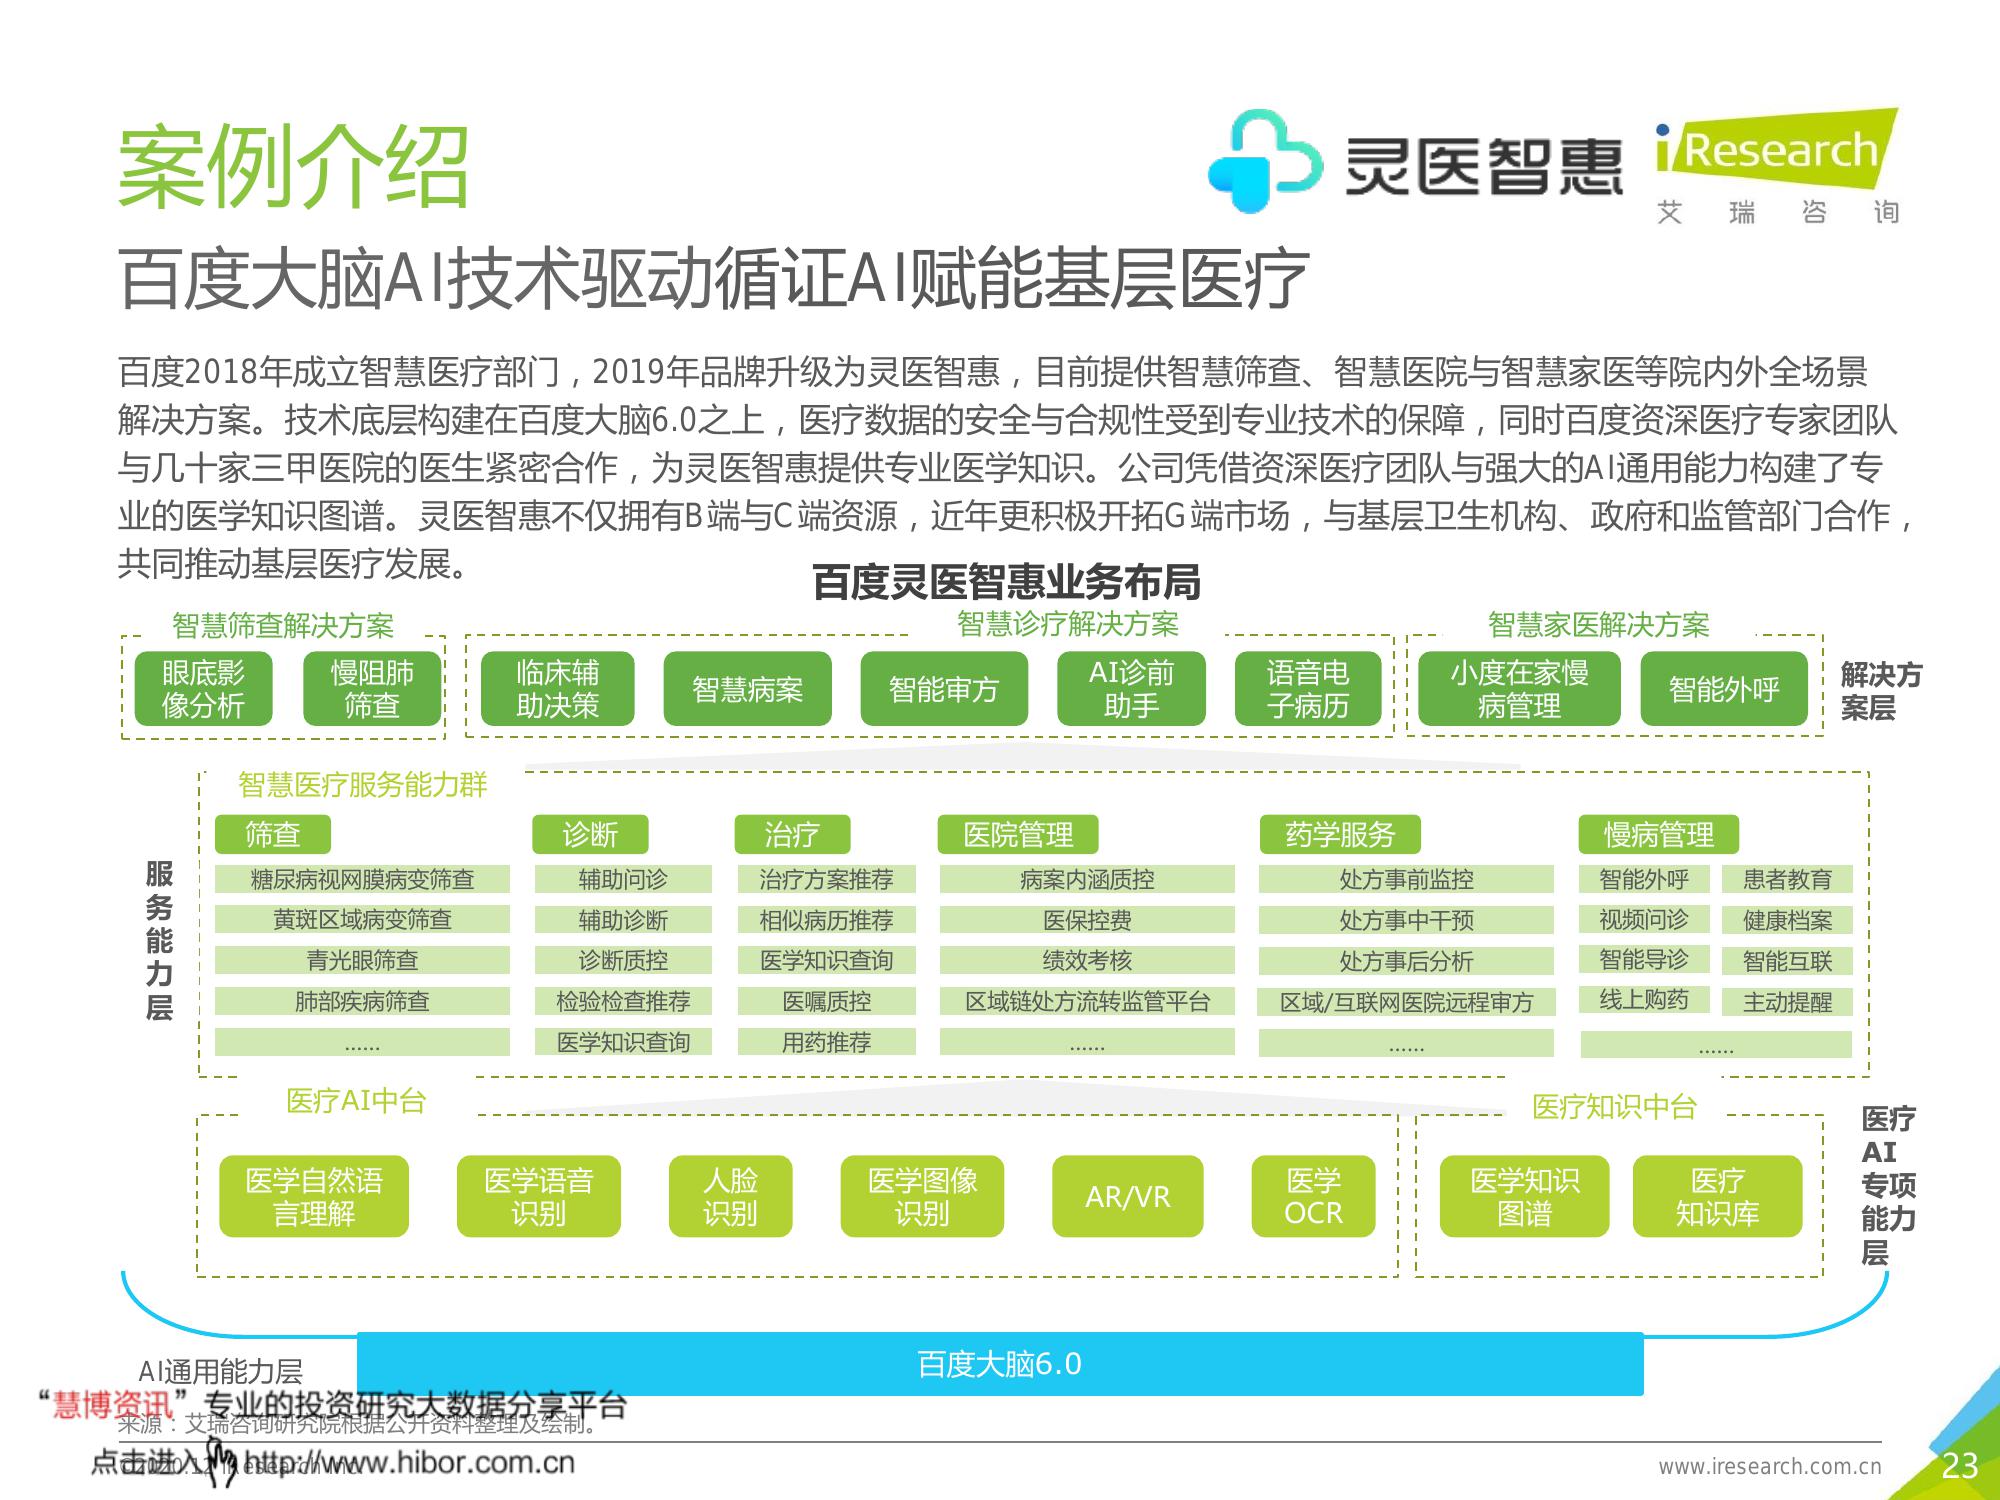 案例介绍
灵医智惠
iResearch
艾瑞咨询
百度大脑AI技术驱动循证AI赋能基层医疗
百度2018年成立智慧医疗部门，2019年品牌升级为灵医智惠，目前提供智慧筛查、智慧医院与智慧家医等院内外全场景
解决方案。技术底层构建在百度大脑6.0之上，医疗数据的安全与合规性受到专业技术的保障，同时百度资深医疗专家团队
与几十家三甲医院的医生紧密合作，为灵医智惠提供专业医学知识。公司凭借资深医疗团队与强大的AI通用能力构建了专
业的医学知识图谱。灵医智惠不仅拥有B端与C端资源，近年更积极开拓G端市场，与基层卫生机构、政府和监管部门合作，
共同推动基层医疗发展。
百度灵医智惠业务布局
智慧筛查解决方案
眼底影
像分析
慢阻肺
筛查
智慧诊疗解决方案
临床辅
助决策
智慧病案
智能审方
AI诊前
助手
语音电
子病历
智慧家医解决方案
小度在家慢
病管理
智能外呼
解决方
案层
智慧医疗服务能力群
服
务
能
力
层
筛查
糖尿病视网膜病变筛查
黄斑区域病变筛查
青光眼筛查
肺部疾病筛查
......
诊断
辅助问诊
辅助诊断
诊断质控
检验检查推荐
医学知识查询
治疗
治疗方案推荐
相似病历推荐
医学知识查询
医嘱质控
用药推荐
医院管理
病案内涵质控
医保控费
绩效考核
区域链处方流转监管平台
......
药学服务
处方事前监控
处方事中干预
处方事后分析
区域/互联网医院远程审方
......
慢病管理
智能外呼
视频问诊
智能导诊
线上购药
患者教育
健康档案
智能互联
主动提醒
......
医疗AI中台
医学自然语
言理解
医学语音
识别
人脸
识别
医学图像
识别
AR/VR
医学
OCR
医疗知识中台
医学知识
图谱
医疗
知识库
医疗
AI
专项
能力
层
AI通用能力层
百度大脑6.0
“慧博资讯”专业的投资研究大数据分享平台
来源：艾瑞咨询研究院根据公开资料整理及绘制。
点击进入 http://www.hibor.com.cn
©2020.12 iResearch Inc.
www.iresearch.com.cn
23